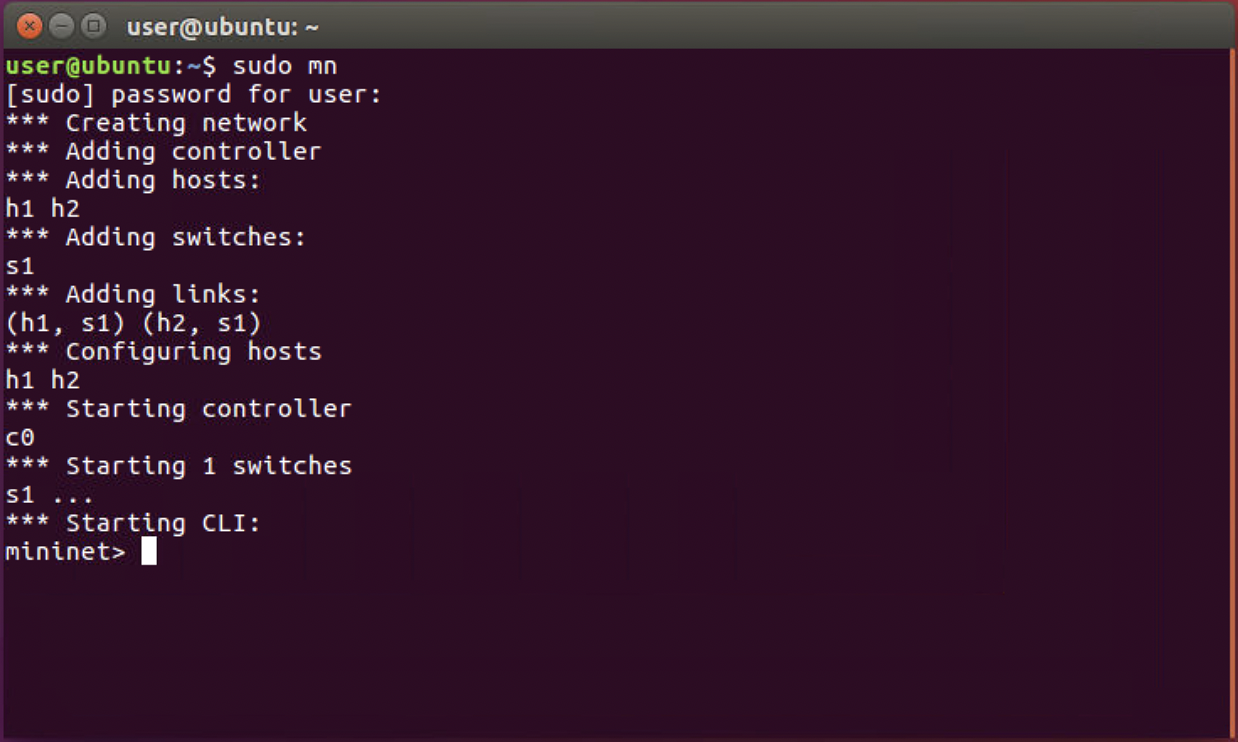 user@ubuntu: ~
user@ubuntu:~$ sudo mn
[sudo] password for user:
*** Creating network
*** Adding controller
*** Adding hosts:
h1 h2
*** Adding switches:
s1
*** Adding links:
(h1, s1) (h2, s1)
*** Configuring hosts
h1 h2
*** Starting controller
c0
*** Starting 1 switches
s1 ...
*** Starting CLI:
mininet>